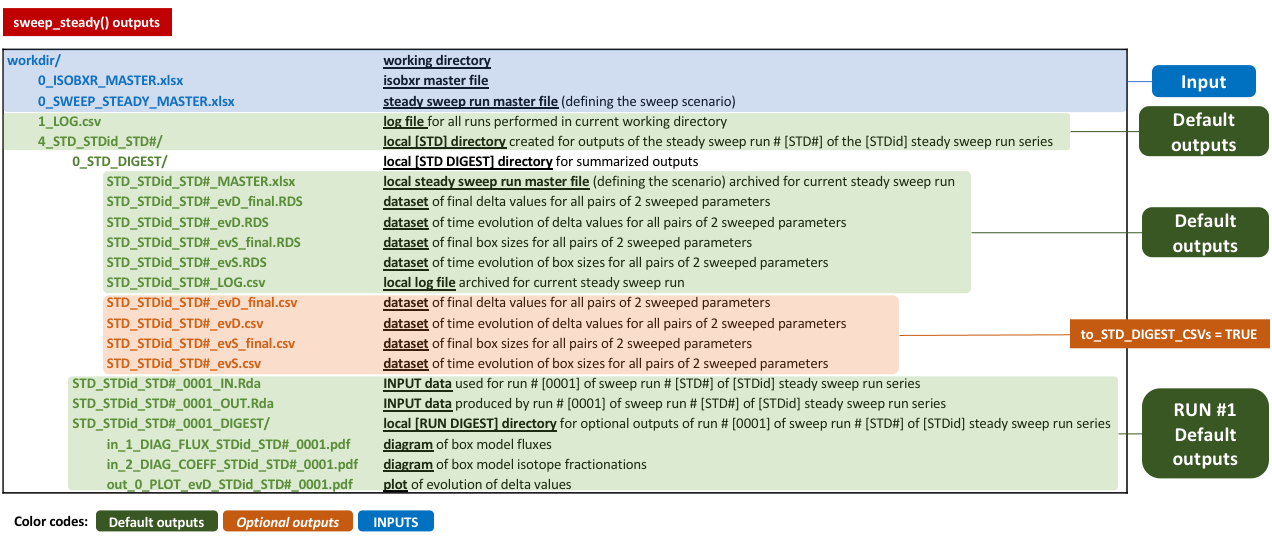 sweep_steady() outputs
workdir/ working directory
0_ISOBXR_MASTER.xlsx isobxr master file
0_SWEEP_STEADY_MASTER.xlsx steady sweep run master file (defining the sweep scenario)
Input
1_LOG.csv log file for all runs performed in current working directory
4_STD_STDid_STD#/ local [STD] directory created for outputs of the steady sweep run # [STD#] of the [STDid] steady sweep run series
Default
outputs
0_STD_DIGEST/ local [STD DIGEST] directory for summarized outputs
STD_STDid_STD#_MASTER.xlsx local steady sweep run master file (defining the scenario) archived for current steady sweep run
STD_STDid_STD#_evD_final.RDS dataset of final delta values for all pairs of 2 sweeped parameters
STD_STDid_STD#_evD.RDS dataset of time evolution of delta values for all pairs of 2 sweeped parameters
STD_STDid_STD#_evS_final.RDS dataset of final box sizes for all pairs of 2 sweeped parameters
STD_STDid_STD#_evS.RDS dataset of time evolution of box sizes for all pairs of 2 sweeped parameters
STD_STDid_STD#_LOG.csv local log file archived for current steady sweep run
Default
outputs
STD_STDid_STD#_evD_final.csv dataset of final delta values for all pairs of 2 sweeped parameters
STD_STDid_STD#_evD.csv dataset of time evolution of delta values for all pairs of 2 sweeped parameters
STD_STDid_STD#_evS_final.csv dataset of final box sizes for all pairs of 2 sweeped parameters
STD_STDid_STD#_evS.csv dataset of time evolution of box sizes for all pairs of 2 sweeped parameters
to_STD_DIGEST_CSVs = TRUE
STD_STDid_STD#_0001_IN.Rda INPUT data used for run # [0001] of sweep run # [STD#] of [STDid] steady sweep run series
STD_STDid_STD#_0001_OUT.Rda INPUT data produced by run # [0001] of sweep run # [STD#] of [STDid] steady sweep run series
STD_STDid_STD#_0001_DIGEST/ local [RUN DIGEST] directory for optional outputs of run # [0001] of sweep run # [STD#] of [STDid] steady sweep run series
in_1_DIAG_FLUX_STDid_STD#_0001.pdf diagram of box model fluxes
in_2_DIAG_COEFF_STDid_STD#_0001.pdf diagram of box model isotope fractionations
out_0_PLOT_evD_STDid_STD#_0001.pdf plot of evolution of delta values
RUN #1
Default
outputs
Color codes: Default outputs Optional outputs INPUTS